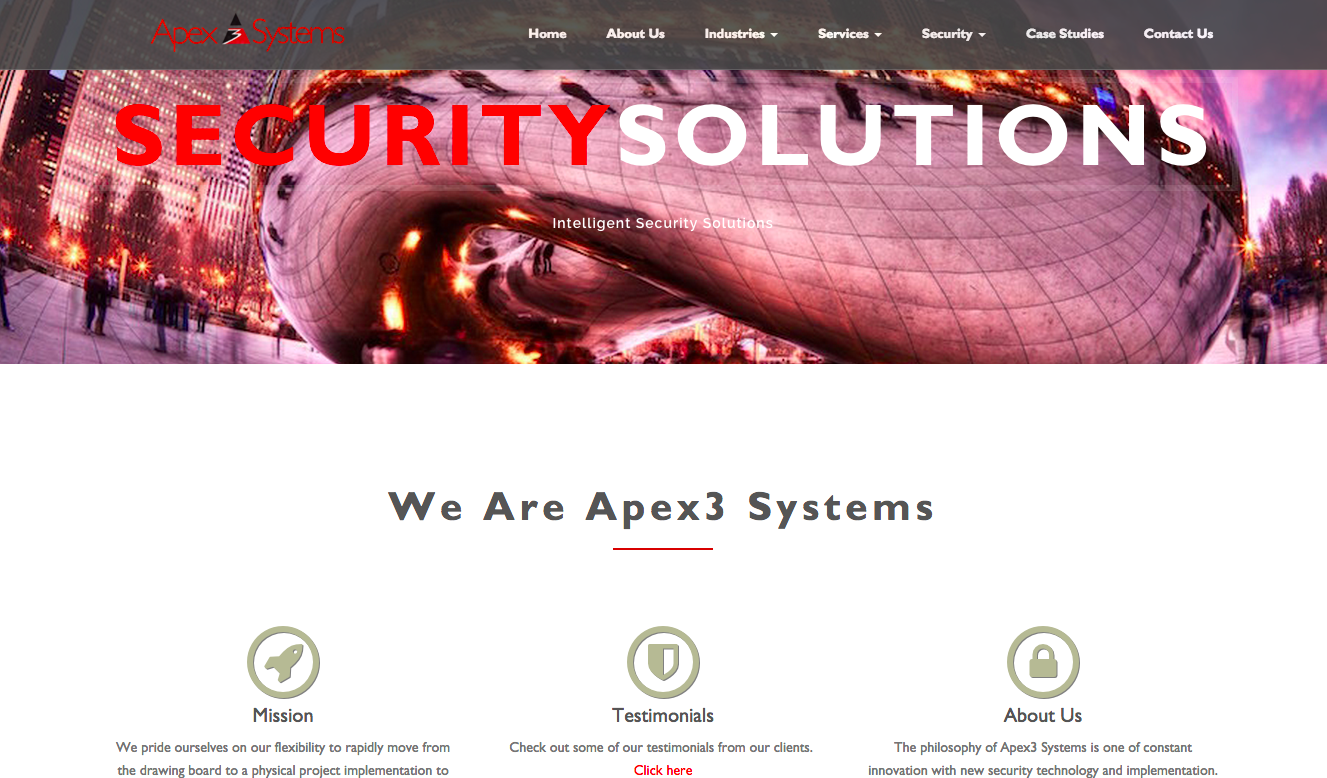 Apex 3 Systems
Home About Us Industries Services Security Case Studies Contact Us
SECURITYSOLUTIONS
Intelligent Security Solutions
We Are Apex3 Systems
Mission
We pride ourselves on our flexibility to rapidly move from
the drawing board to a physical project implementation to
Testimonials
Check out some of our testimonials from our clients.
Click here
About Us
The philosophy of Apex3 Systems is one of constant
innovation with new security technology and implementation.